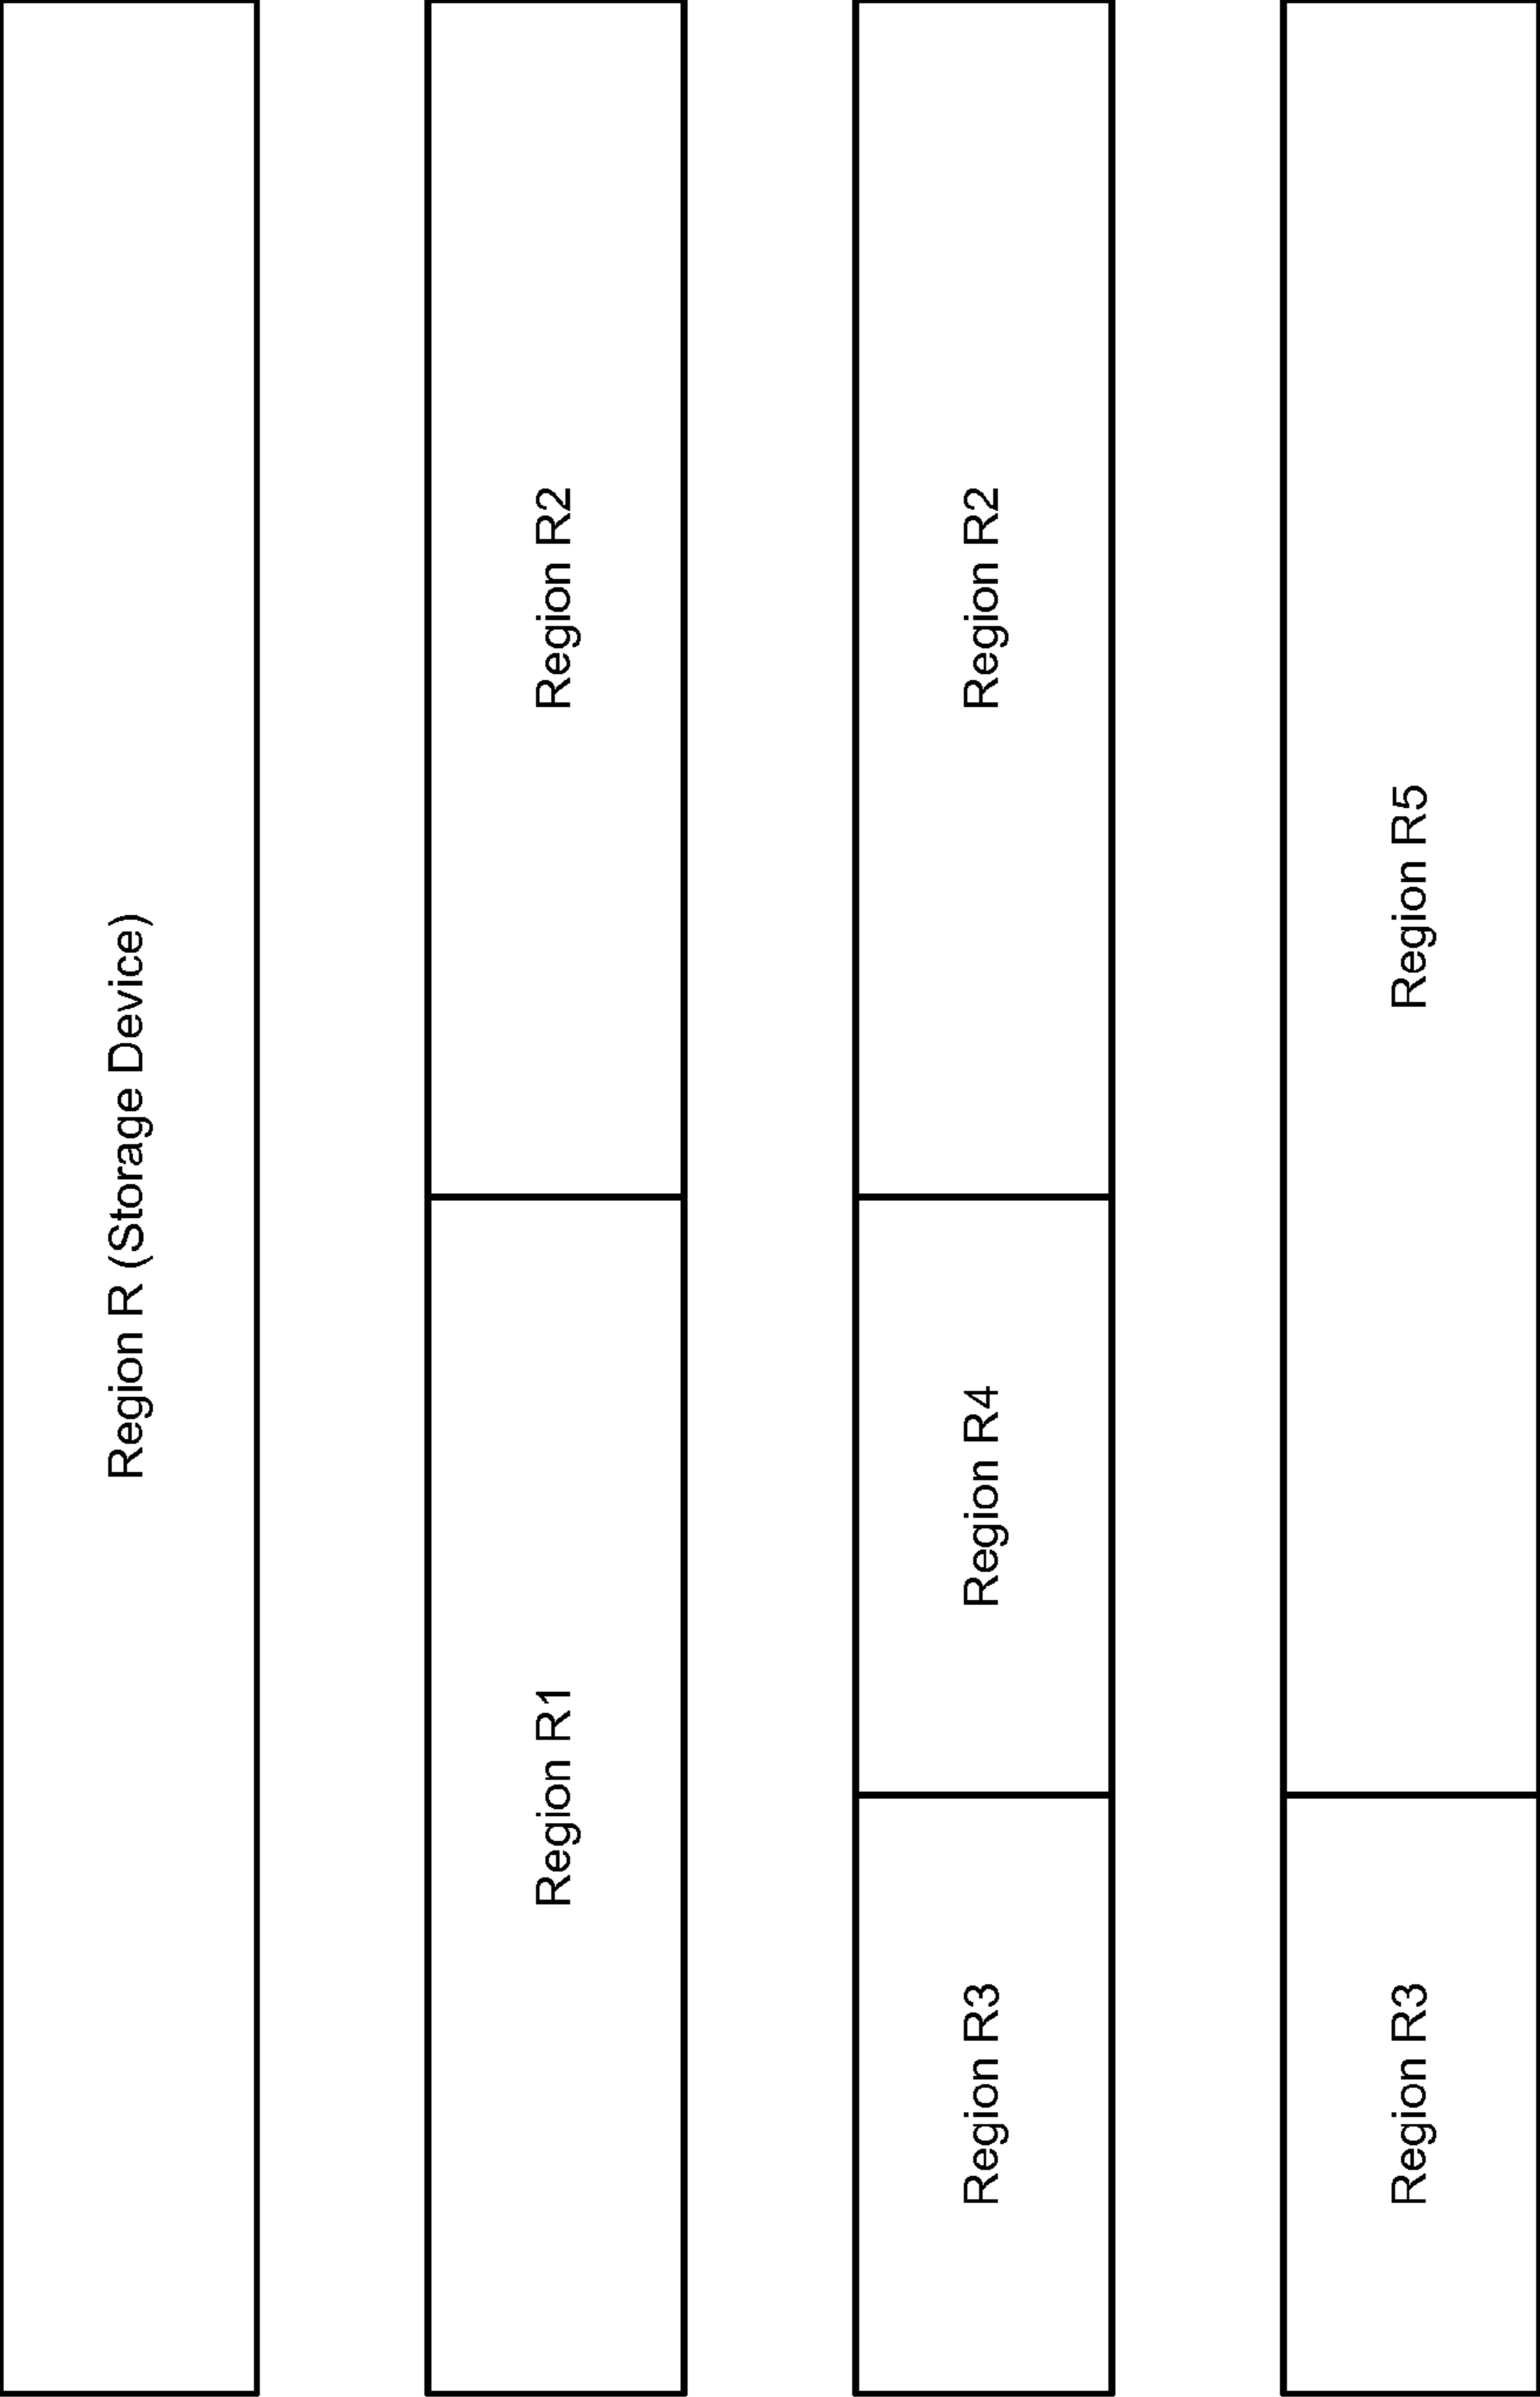 Region R (Storage Device)
Region R1
Region R2
Region R3
Region R4
Region R2
Region R3
Region R5